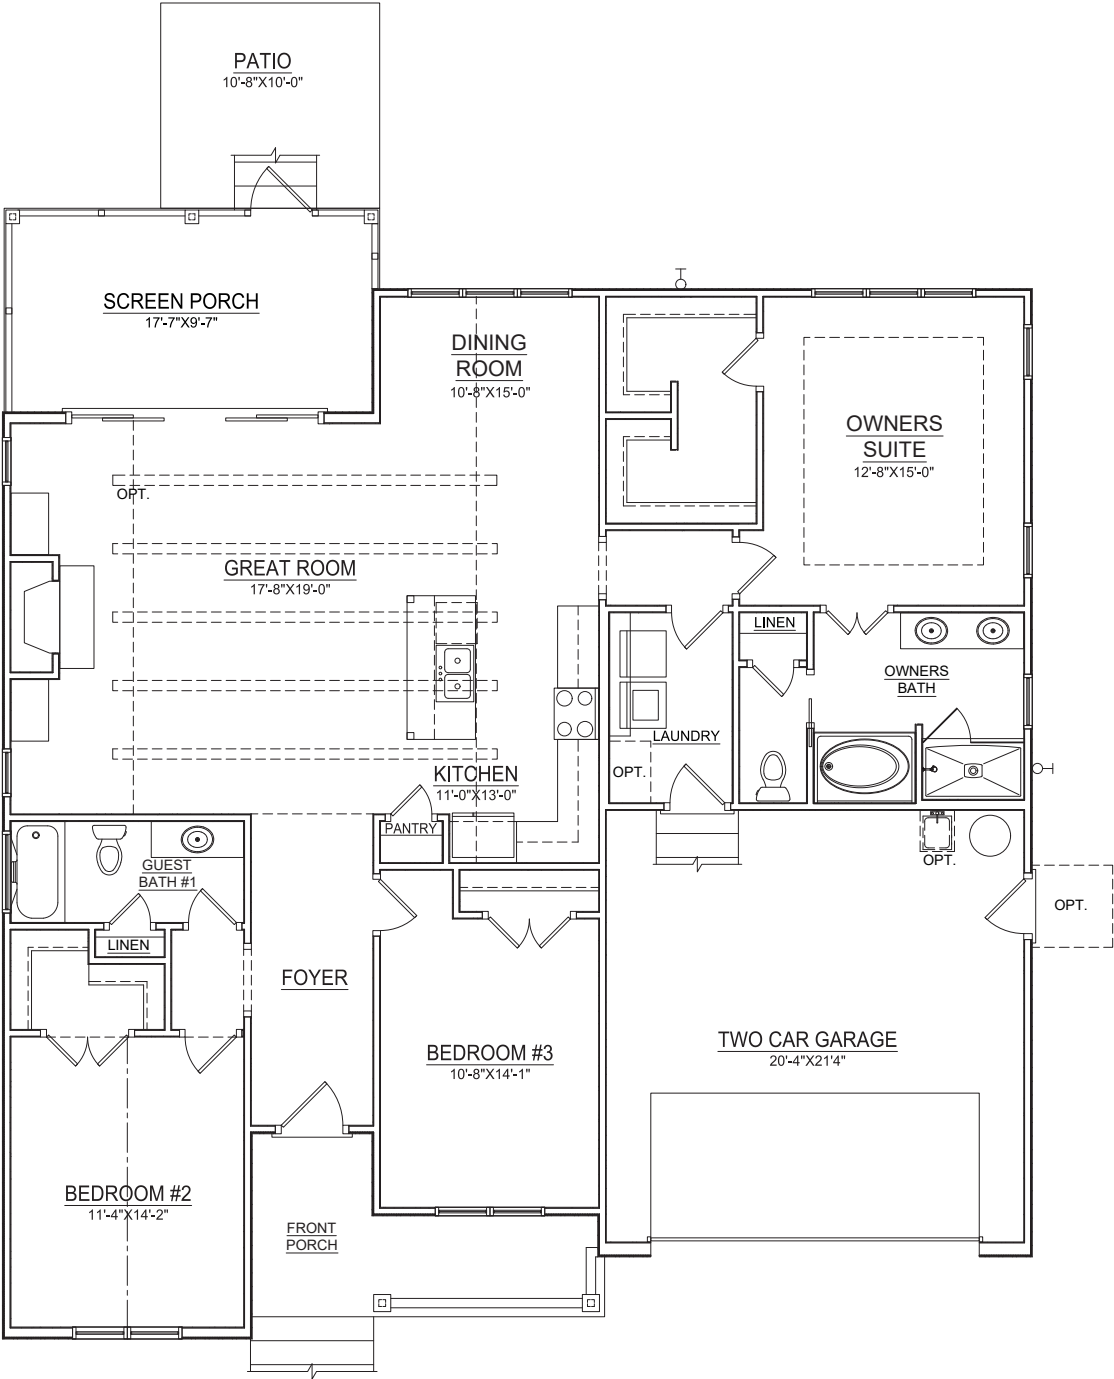 PATIO
10'-8"X10'-0"
SCREEN PORCH
17'-7"X9'-7"
DINING
ROOM
10'-8"X15'-0"
OWNERS
SUITE
12'-8"X15'-0"
OPT.
GREAT ROOM
17'-8"X19'-0"
LINEN
OWNERS
BATH
LAUNDRY
OPT.
KITCHEN
11'-0"X13'-0"
PANTRY
GUEST
BATH #1
OPT.
OPT.
LINEN
FOYER
BEDROOM #3
10'-8"X14'-1"
TWO CAR GARAGE
20'-4"X21'4"
BEDROOM #2
11'-4"X14'-2"
FRONT
PORCH